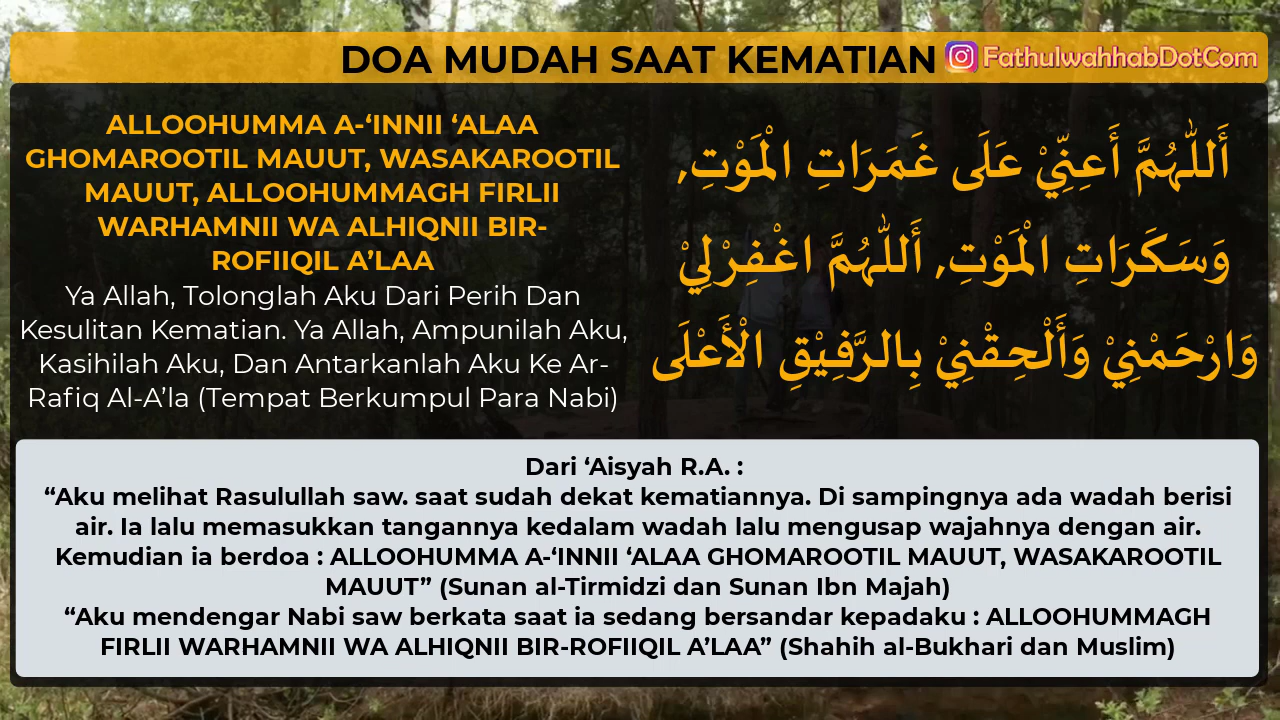 DOA MUDAH SAAT KEMATIAN
FathulwahhabDotCom
ALLOOHUMMA A-‘INNII ‘ALAA
GHOMAROOTIL MAUUT, WASAKAROOTIL
MAUUT, ALLOOHUMMAGH FIRLII
WARHAMNII WA ALHIQNII BIR-
ROFIIQIL A’LAA
Ya Allah, Tolonglah Aku Dari Perih Dan
Kesulitan Kematian. Ya Allah, Ampunilah Aku,
Kasihilah Aku, Dan Antarkanlah Aku Ke Ar-
Rafiq Al-A’la (Tempat Berkumpul Para Nabi)
أَللّٰهُمَّ أَعِنِّيْ عَلَى غَمَرَاتِ الْمَوْتِ,
وَسَكَرَاتِ الْمَوْتِ, أَللّٰهُمَّ اغْفِرْلِيْ
وَارْحَمْنِيْ وَأَلْحِقْنِيْ بِالرَّفِيْقِ الْأَعْلَى
Dari ‘Aisyah R.A. :
“Aku melihat Rasulullah saw. saat sudah dekat kematiannya. Di sampingnya ada wadah berisi
air. Ia lalu memasukkan tangannya kedalam wadah lalu mengusap wajahnya dengan air.
Kemudian ia berdoa : ALLOOHUMMA A-‘INNII ‘ALAA GHOMAROOTIL MAUUT, WASAKAROOTIL
MAUUT” (Sunan al-Tirmidzi dan Sunan Ibn Majah)
“Aku mendengar Nabi saw berkata saat ia sedang bersandar kepadaku : ALLOOHUMMAGH
FIRLII WARHAMNII WA ALHIQNII BIR-ROFIIQIL A’LAA” (Shahih al-Bukhari dan Muslim)